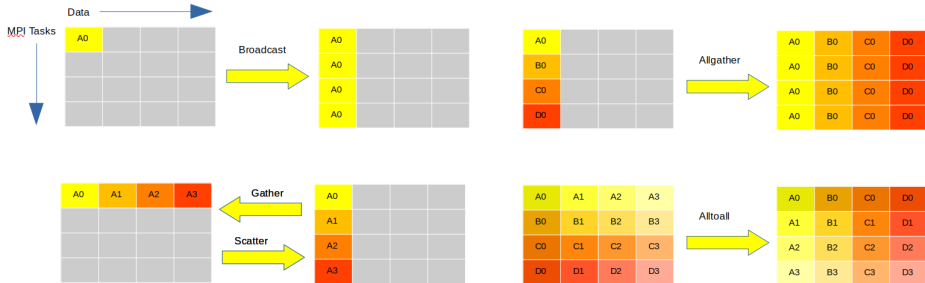 Data
MPI Tasks
A0
Broadcast
A0
A0
A0
A0
A0
B0
C0
D0
Allgather
A0 B0 C0 D0
A0 B0 C0 D0
A0 B0 C0 D0
A0 B0 C0 D0
A0 A1 A2 A3
Gather
Scatter
A0
A1
A2
A3
A0 A1 A2 A3
B0 B1 B2 B3
C0 C1 C2 C3
D0 D1 D2 D3
Alltoall
A0 B0 C0 D0
A1 B1 C1 D1
A2 B2 C2 D2
A3 B3 C3 D3